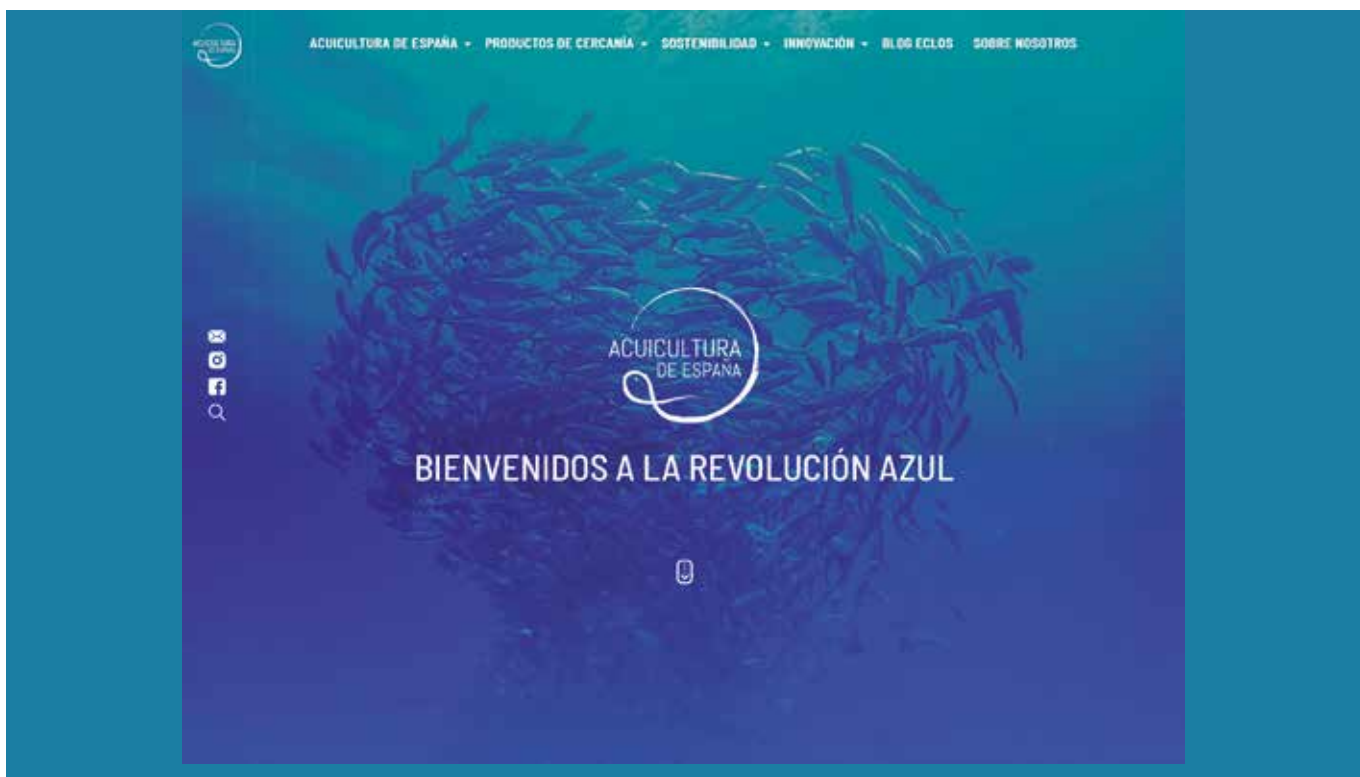 ACUICULTURA DE ESPAÑA
PRODUCTOS DE CERCANÍA
SOSTENIBILIDAD
INNOVACIÓN
BLOG ECLOS
SOBRE NOSOTROS
ACUICULTURA
DE ESPAÑA
BIENVENIDOS A LA REVOLUCIÓN AZUL